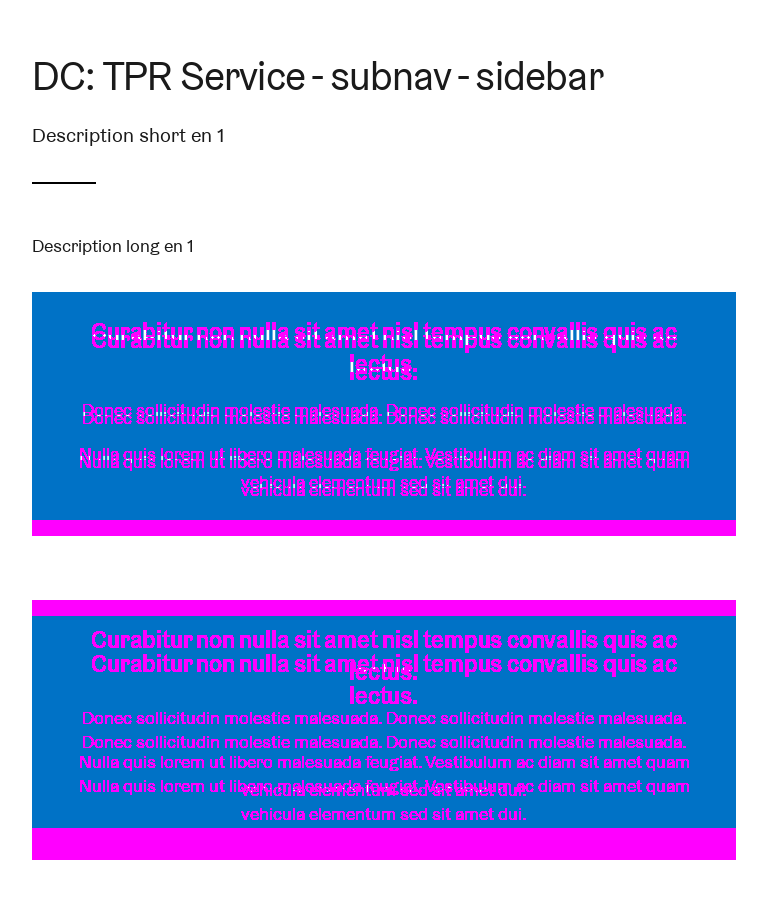 DC: TPR Service - subnav - sidebar
Description short en 1
Description long en 1
Curabitur non nulla sit amet nisl tempus convallis quis ac
lectus.
Donec sollicitudin molestie malesuada. Donec sollicitudin molestie malesuada.
Nulla quis lorem ut libero malesuada feugiat. Vestibulum ac diam sit amet quam
vehicula elementum sed sit amet dui.
Curabitur non nulla sit amet nisl tempus convallis quis ac
Curabitur non nulla sit amet nisl tempus convallis quis ac
lectus.
lectus.
Donec sollicitudin molestie malesuada. Donec sollicitudin molestie malesuada.
Donec sollicitudin molestie malesuada. Donec sollicitudin molestie malesuada.
Nulla quis lorem ut libero malesuada feugiat. Vestibulum ac diam sit amet quam
Nulla quis lorem ut libero malesuada feugiat. Vestibulum ac diam sit amet quam
vehicula elementum sed sit amet dui.
vehicula elementum sed sit amet dui.